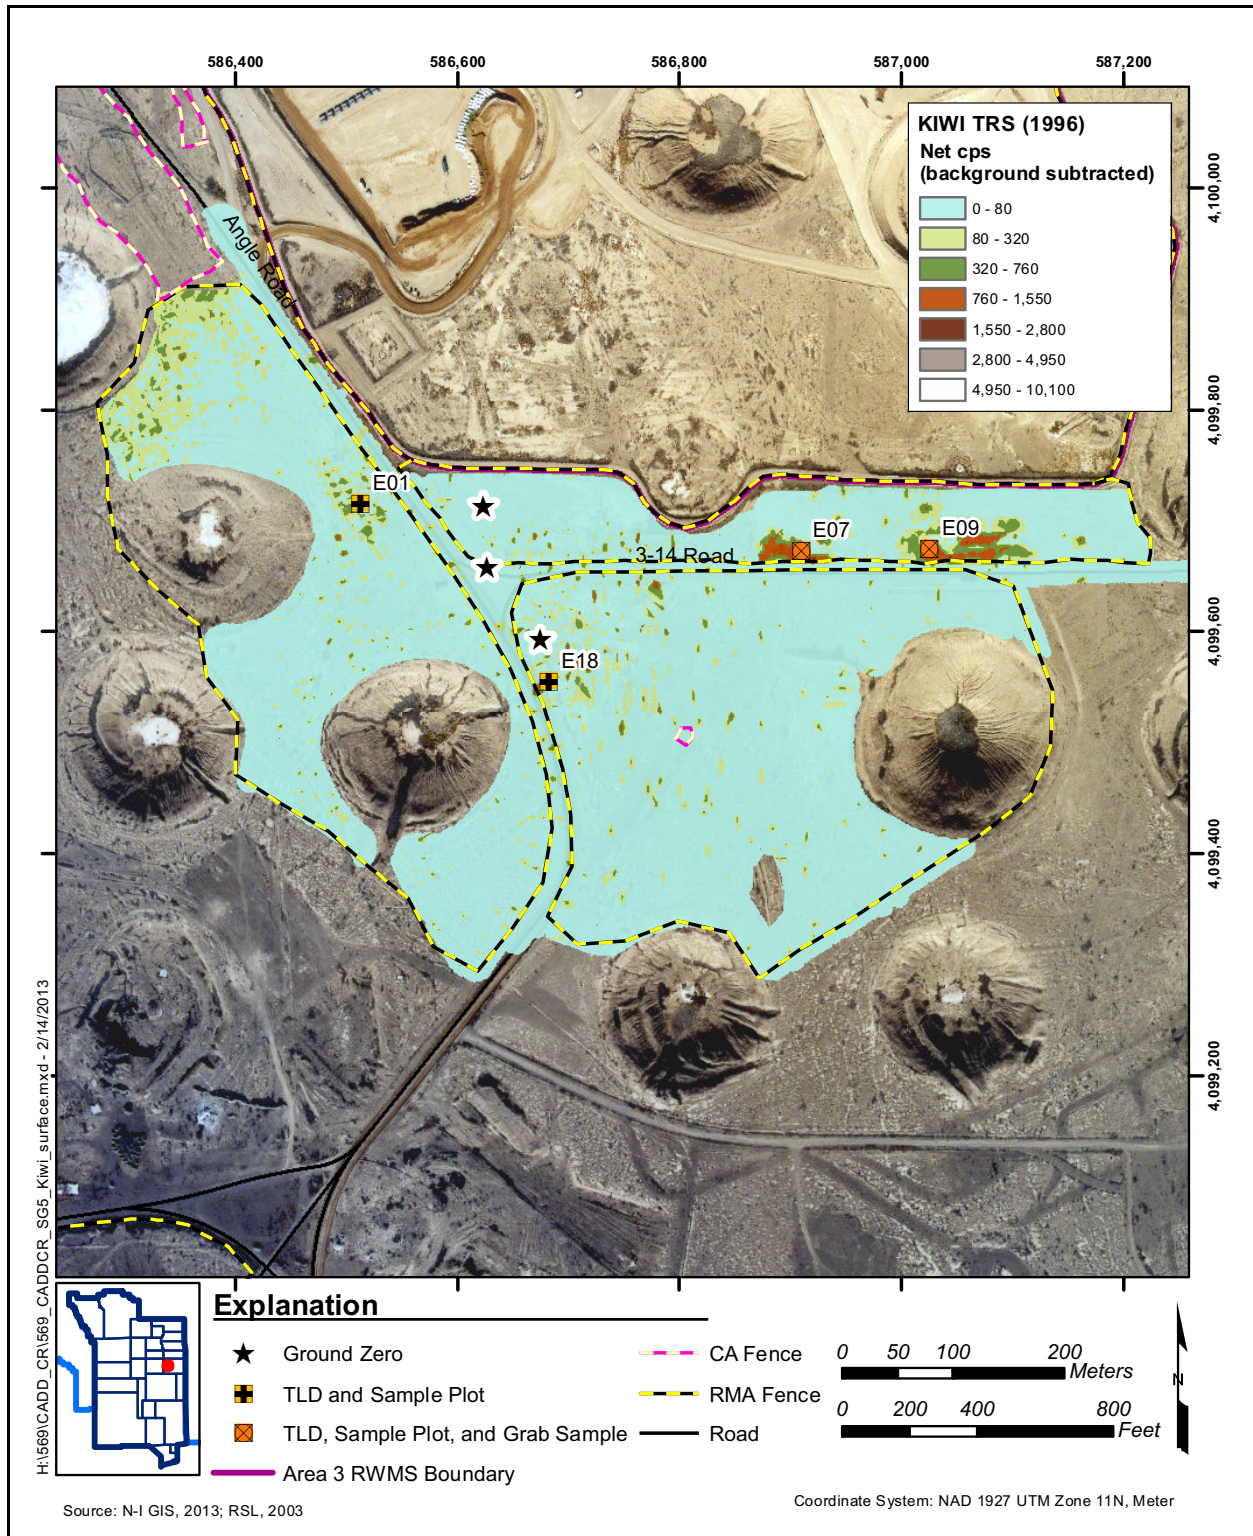 586,400 586,600 586,800 587,000 587,200
KIWI TRS (1996)
Net cps
(background subtracted)
0 - 80
80 - 320
320 - 760
760 - 1,550
1,550 - 2,800
2,800 - 4,950
4,950 - 10,100
4,100,000
4,099,800
4,099,600
4,099,400
4,099,200
Angle Road
E01
E07
E09
3-14 Road
E18
H:\569\CADD_CR\569_CADDCR_SG5_Kiwi_surface.mxd - 2/14/2013
Explanation
Ground Zero
TLD and Sample Plot
TLD, Sample Plot, and Grab Sample
Area 3 RWMS Boundary
CA Fence
RMA Fence
Road
0 50 100 200
Meters
0 200 400 800
Feet
N
Source: N-I GIS, 2013; RSL, 2003
Coordinate System: NAD 1927 UTM Zone 11N, Meter